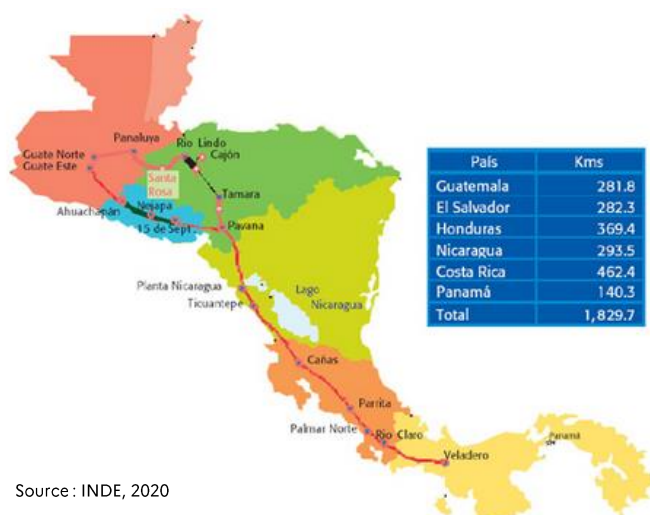 Panaluya
Rio Lindo
Cajón
Guate Norte
Guate Este
Santa
Rosa
Tamara
Nejapa
Ahuachapán
15 de Sept.
Pavana
Planta Nicaragua
Lago
Nicaragua
Ticuantepe
Cañas
Parrita
Palmar Norte
Rio Claro
Veladero
Panamá
País Kms
Guatemala 281.8
El Salvador 282.3
Honduras 369.4
Nicaragua 293.5
Costa Rica 462.4
Panamá 140.3
Total 1,829.7
Source: INDE, 2020